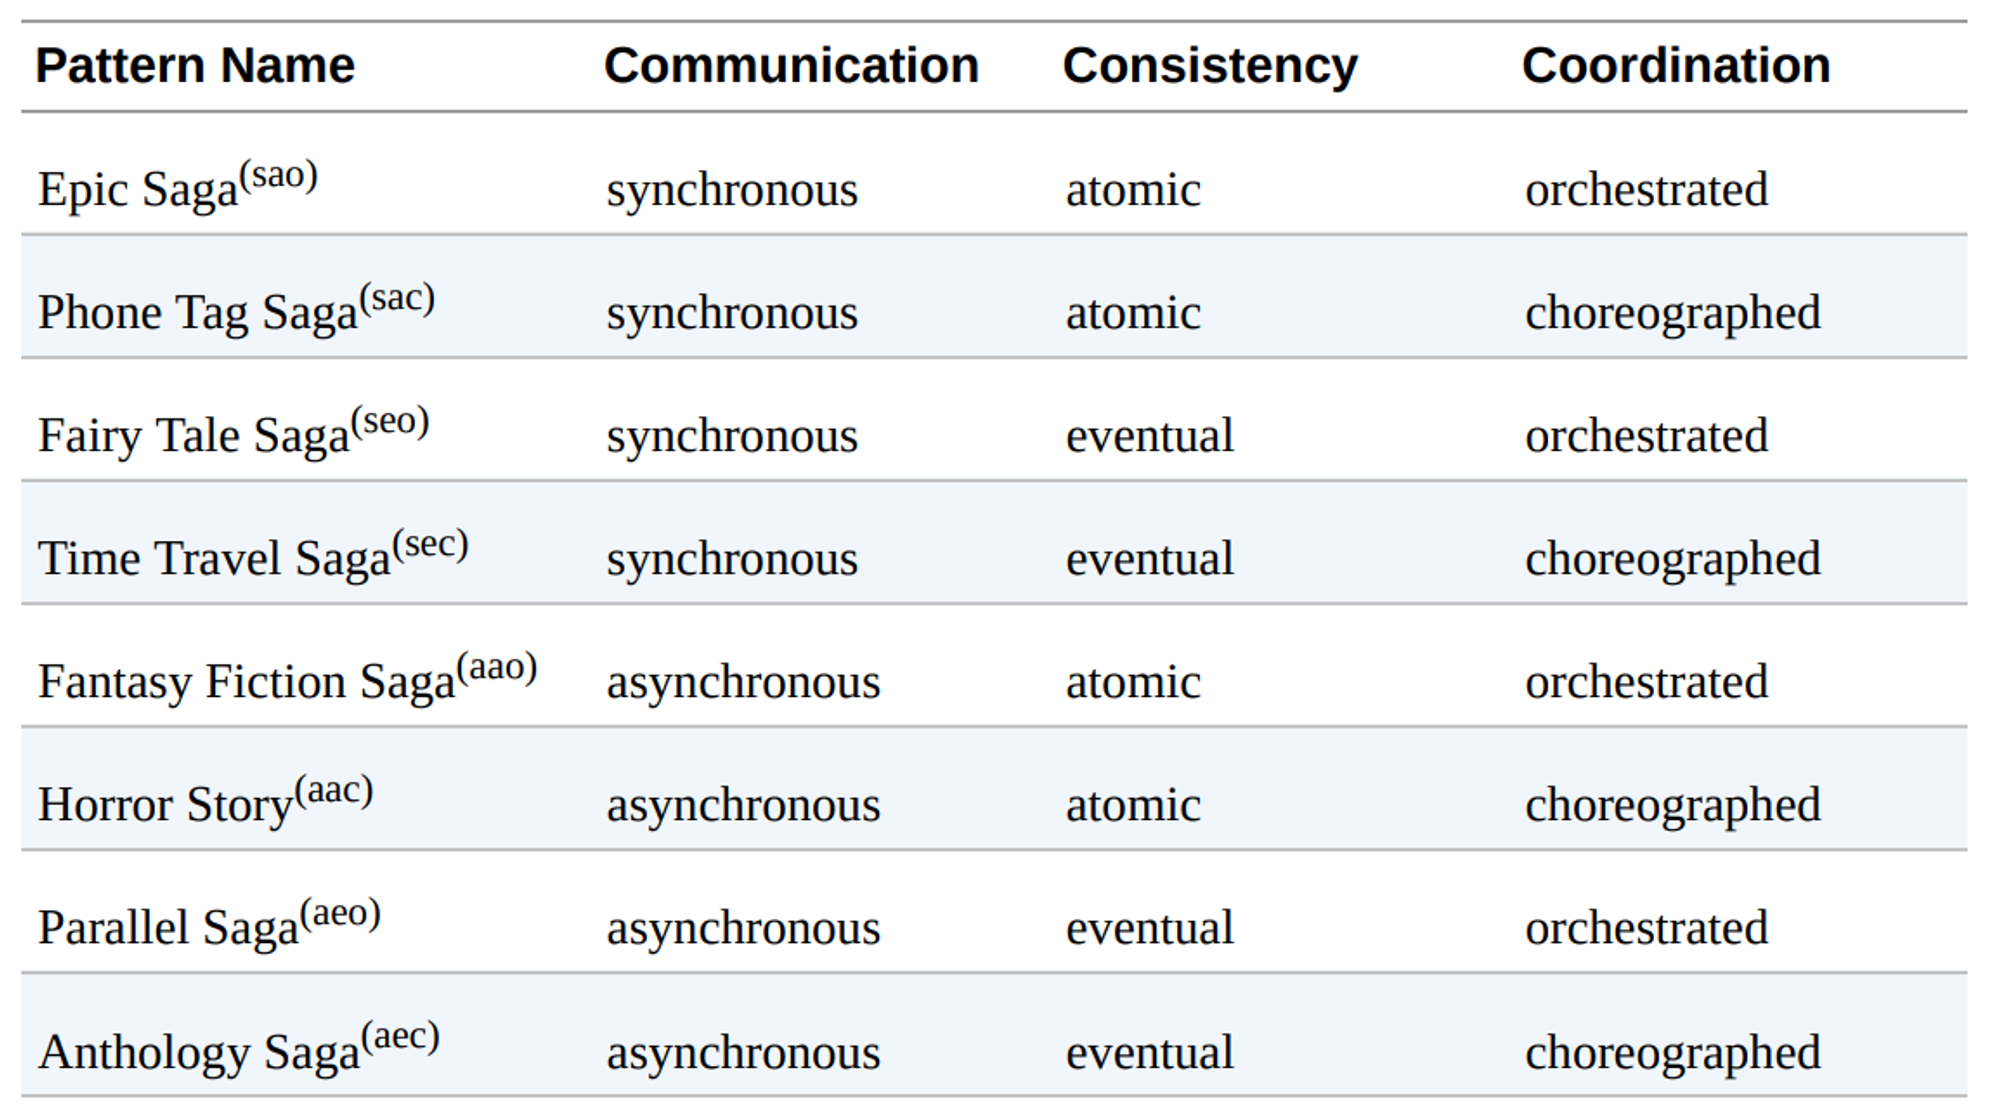 Pattern Name Communication Consistency Coordination
Epic Saga(sao) synchronous atomic orchestrated
Phone Tag Saga(sac) synchronous atomic choreographed
Fairy Tale Saga(seo) synchronous eventual orchestrated
Time Travel Saga(sec) synchronous eventual choreographed
Fantasy Fiction Saga(aao) asynchronous atomic orchestrated
Horror Story(aac) asynchronous atomic choreographed
Parallel Saga(aeo) asynchronous eventual orchestrated
Anthology Saga(aec) asynchronous eventual choreographed